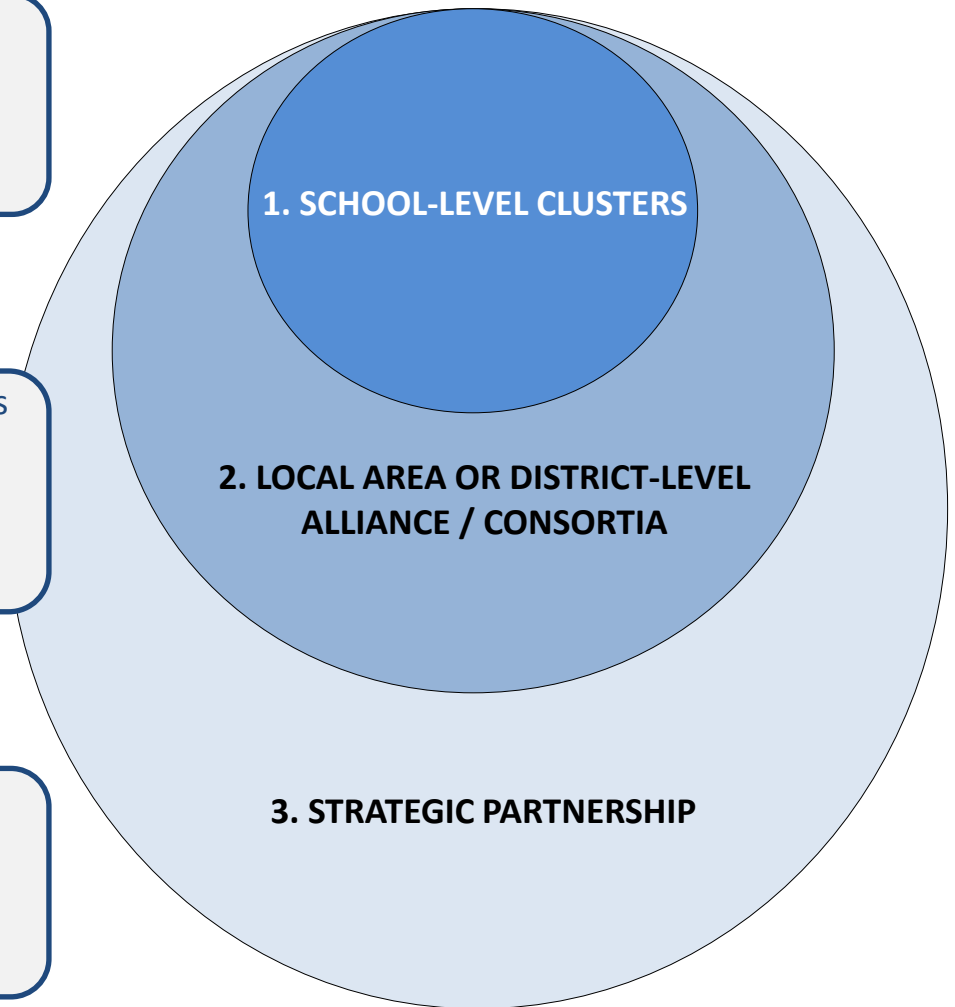 1. SCHOOL-LEVEL CLUSTERS
s
2. LOCAL AREA OR DISTRICT-LEVEL
ALLIANCE / CONSORTIA
3. STRATEGIC PARTNERSHIP